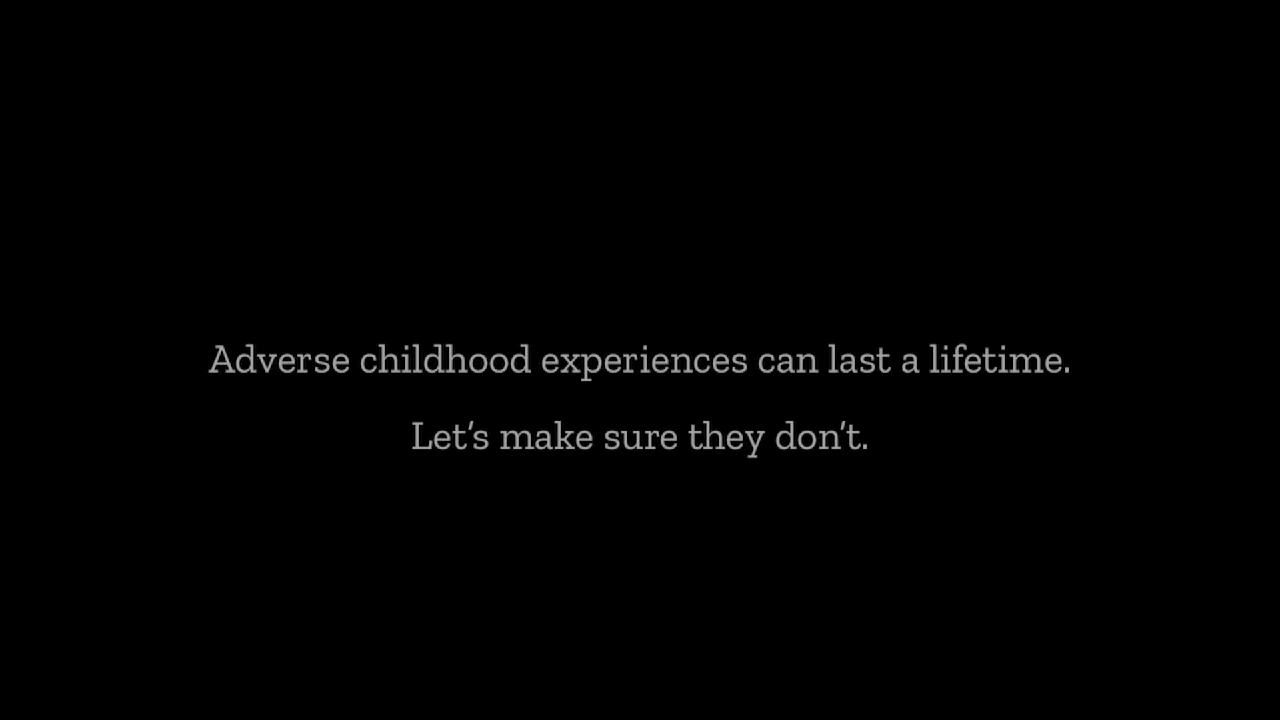 Adverse childhood experiences can last a lifetime.
Let's make sure they don't.